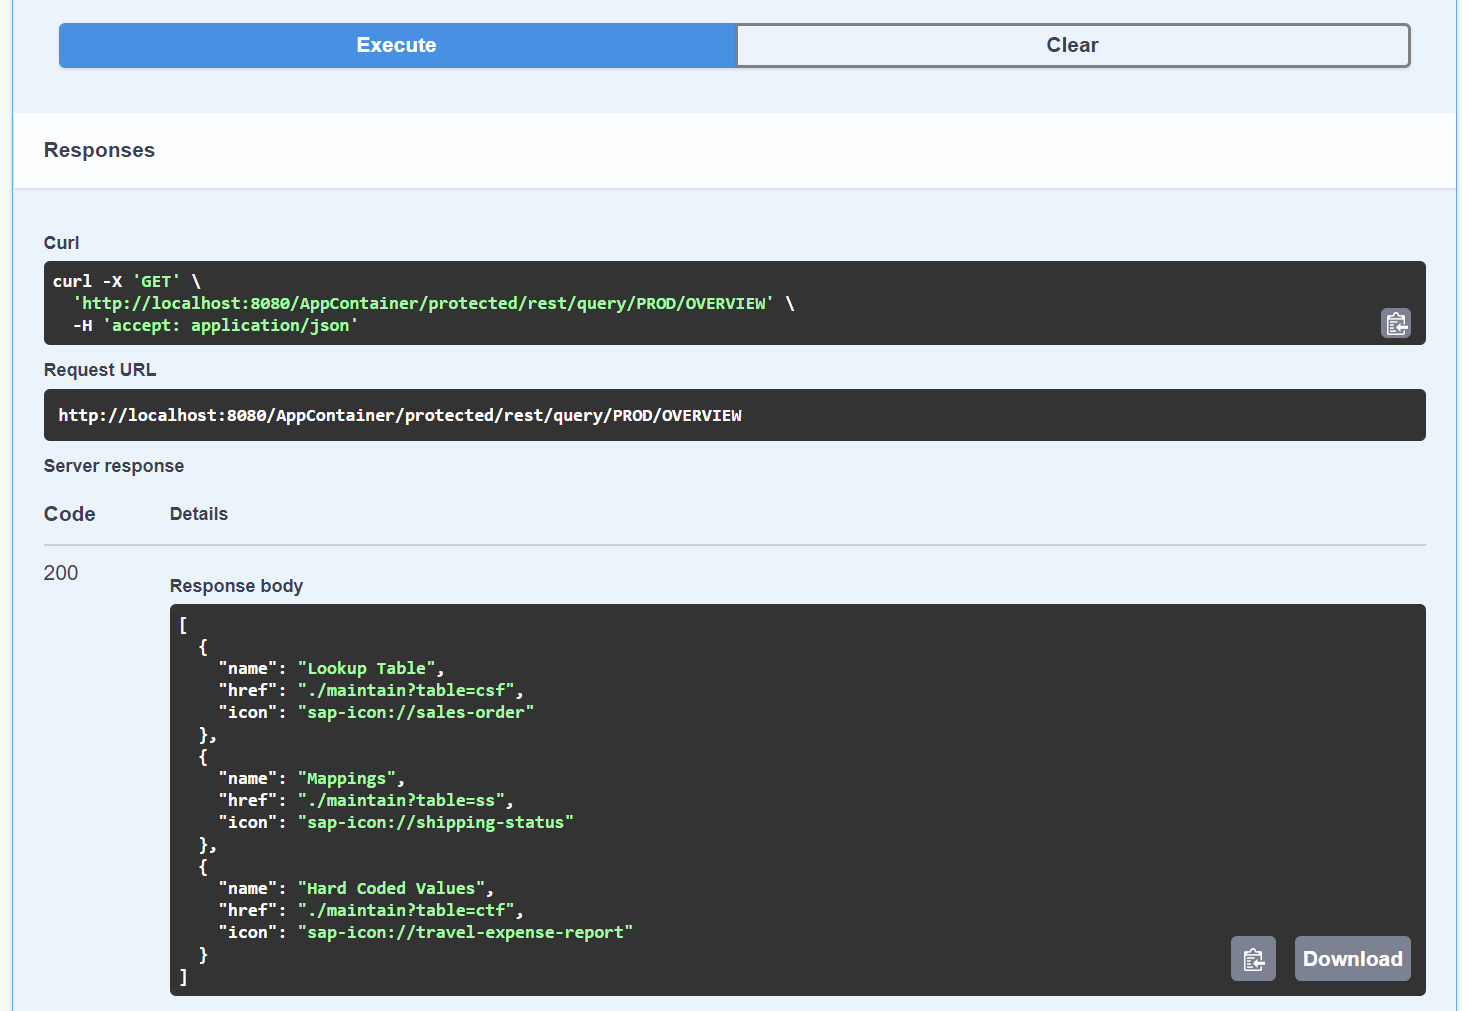 Execute
Clear
Responses
Curl
curl -X 'GET' \
  'http://localhost:8080/AppContainer/protected/rest/query/PROD/OVERVIEW' \
  -H 'accept: application/json'
Request URL
http://localhost:8080/AppContainer/protected/rest/query/PROD/OVERVIEW
Server response
Code
Details
200
Response body
[
  {
    "name": "Lookup Table",
    "href": "./maintain?table=csf",
    "icon": "sap-icon://sales-order"
  },
  {
    "name": "Mappings",
    "href": "./maintain?table=ss",
    "icon": "sap-icon://shipping-status"
  },
  {
    "name": "Hard Coded Values",
    "href": "./maintain?table=ctf",
    "icon": "sap-icon://travel-expense-report"
  }
]
Download